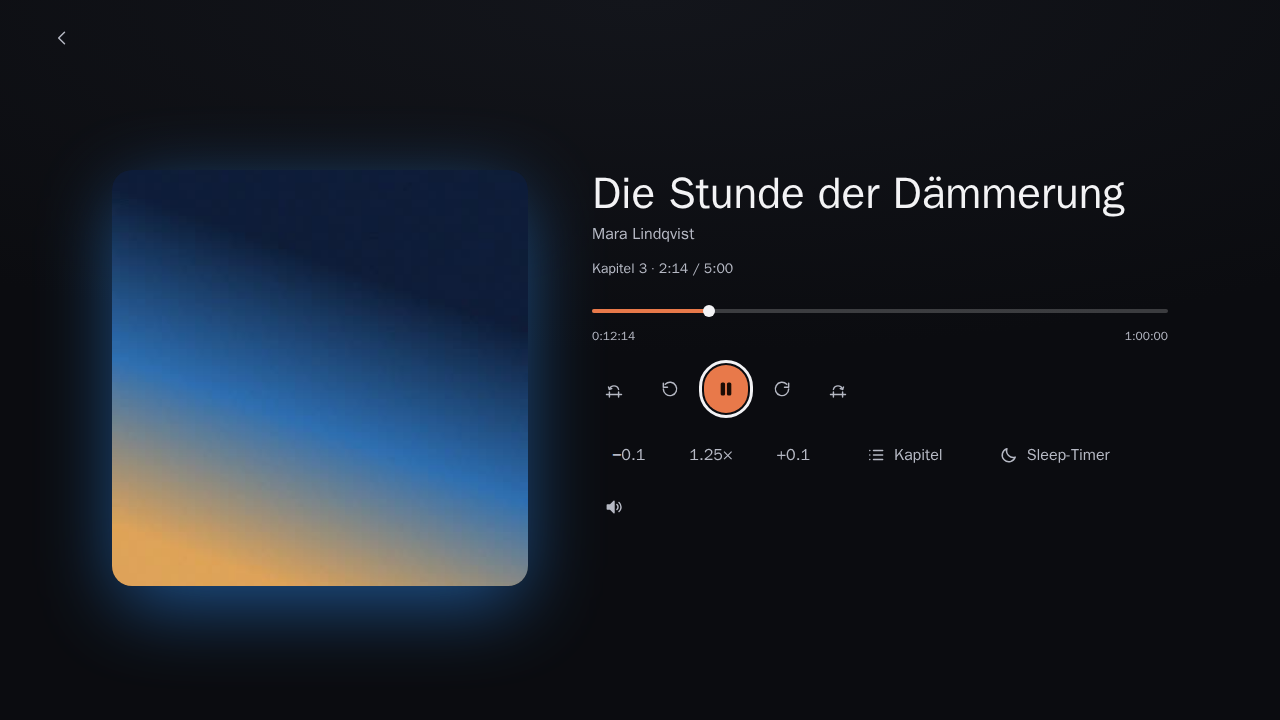 Die Stunde der Dämmerung
Mara Lindqvist
Kapitel 3 · 2:14 / 5:00
0:12:14 1:00:00
−0.1 1.25× +0.1 Kapitel Sleep-Timer